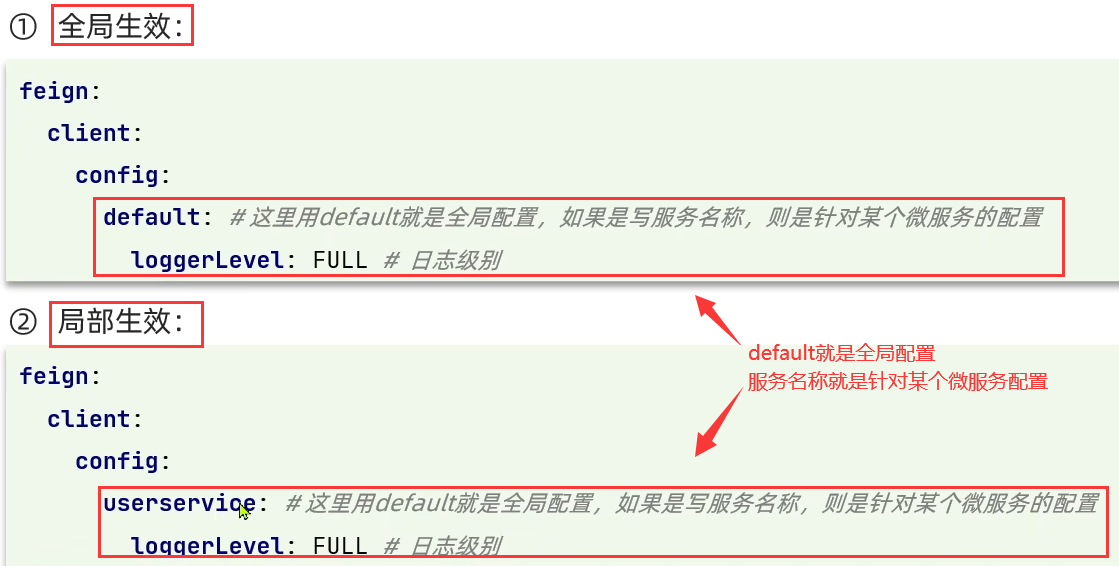 ① 全局生效：
feign:
client:
config:
default: #这里用default就是全局配置，如果是写服务名称，则是针对某个微服务的配置
loggerLevel: FULL # 日志级别
② 局部生效：
default就是全局配置
服务名称就是针对某个微服务配置
feign:
client:
config:
userservice: #这里用default就是全局配置，如果是写服务名称，则是针对某个微服务的配置
loggerLevel: FULL # 日志级别